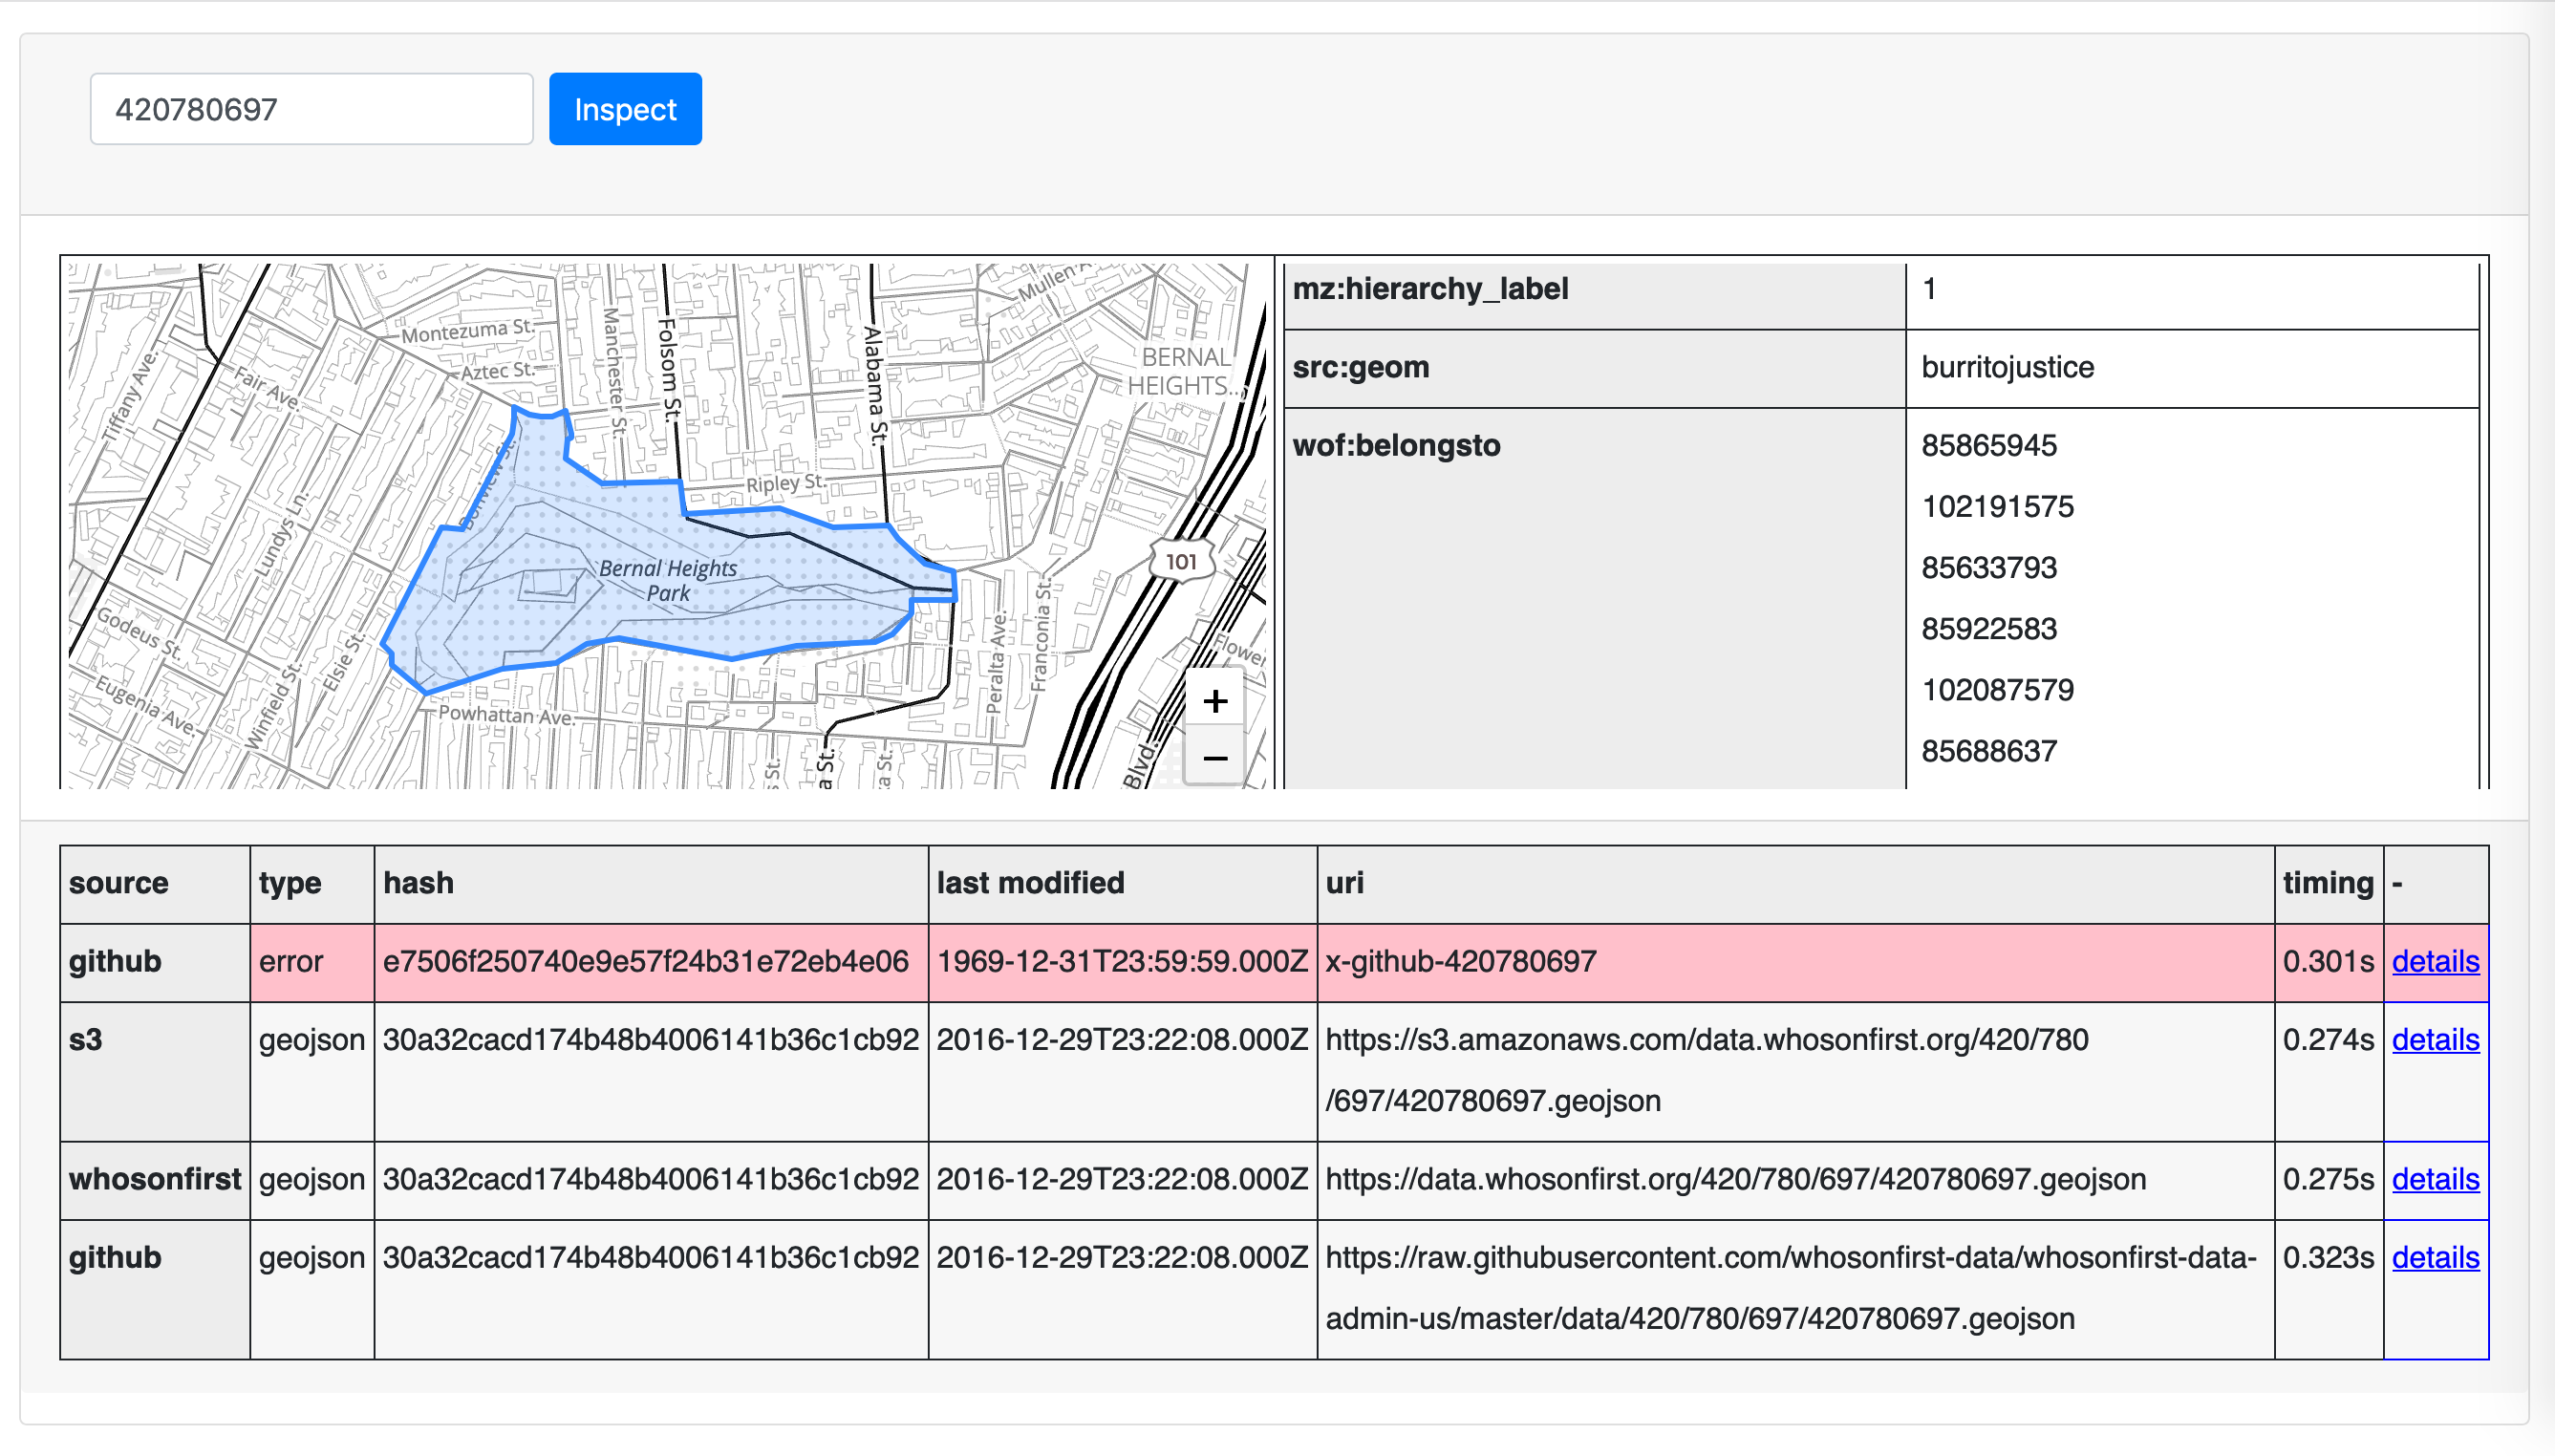 420780697
Inspect
Montezuma St.
Aztec St.
Manchester St.
Folsom St.
Alabama St.
Mullen A
BERNAL
HEIGHTS...
Tiffany Ave.
Fair Ave.
Lundys Ln.
Ripley St.
Bernal Heights
Park
101
Godeus St.
Eugenia Ave.
Winfield St.
Elsie St.
Powhattan Ave.
Peralta Ave.
Franconia St.
Flower
Blvd.
St.
a St.
ca St.
+
−
mz:hierarchy_label 1
src:geom burritojustice
wof:belongsto 85865945
102191575
85633793
85922583
102087579
85688637
source type hash last modified uri timing -
github error e7506f250740e9e57f24b31e72eb4e06 1969-12-31T23:59:59.000Z x-github-420780697 0.301s details
s3 geojson 30a32cacd174b48b4006141b36c1cb92 2016-12-29T23:22:08.000Z https://s3.amazonaws.com/data.whosonfirst.org/420/780 0.274s details
/697/420780697.geojson
whosonfirst geojson 30a32cacd174b48b4006141b36c1cb92 2016-12-29T23:22:08.000Z https://data.whosonfirst.org/420/780/697/420780697.geojson 0.275s details
github geojson 30a32cacd174b48b4006141b36c1cb92 2016-12-29T23:22:08.000Z https://raw.githubusercontent.com/whosonfirst-data/whosonfirst-data- 0.323s details
admin-us/master/data/420/780/697/420780697.geojson